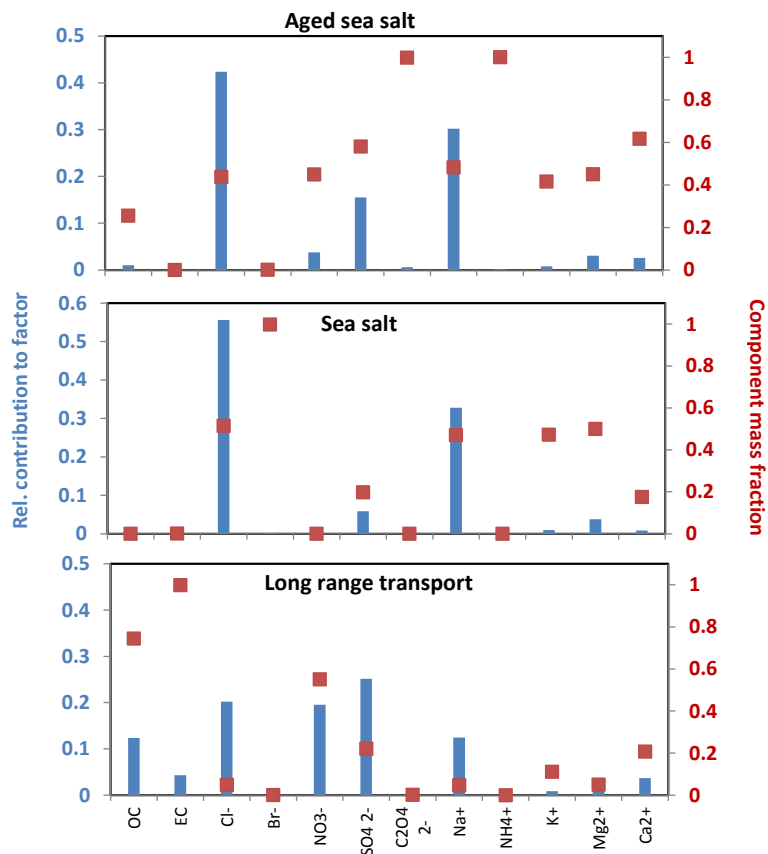 Aged sea salt
0.5
0.4
0.3
0.2
0.1
0
1
0.8
0.6
0.4
0.2
0
Rel. contribution to factor
Component mass fraction
Sea salt
0.6
0.5
0.4
0.3
0.2
0.1
0
1
0.8
0.6
0.4
0.2
0
Long range transport
0.5
0.4
0.3
0.2
0.1
0
1
0.8
0.6
0.4
0.2
0
OC
EC
Cl-
Br-
NO3-
SO4 2-
C2O4
2-
Na+
NH4+
K+
Mg2+
Ca2+